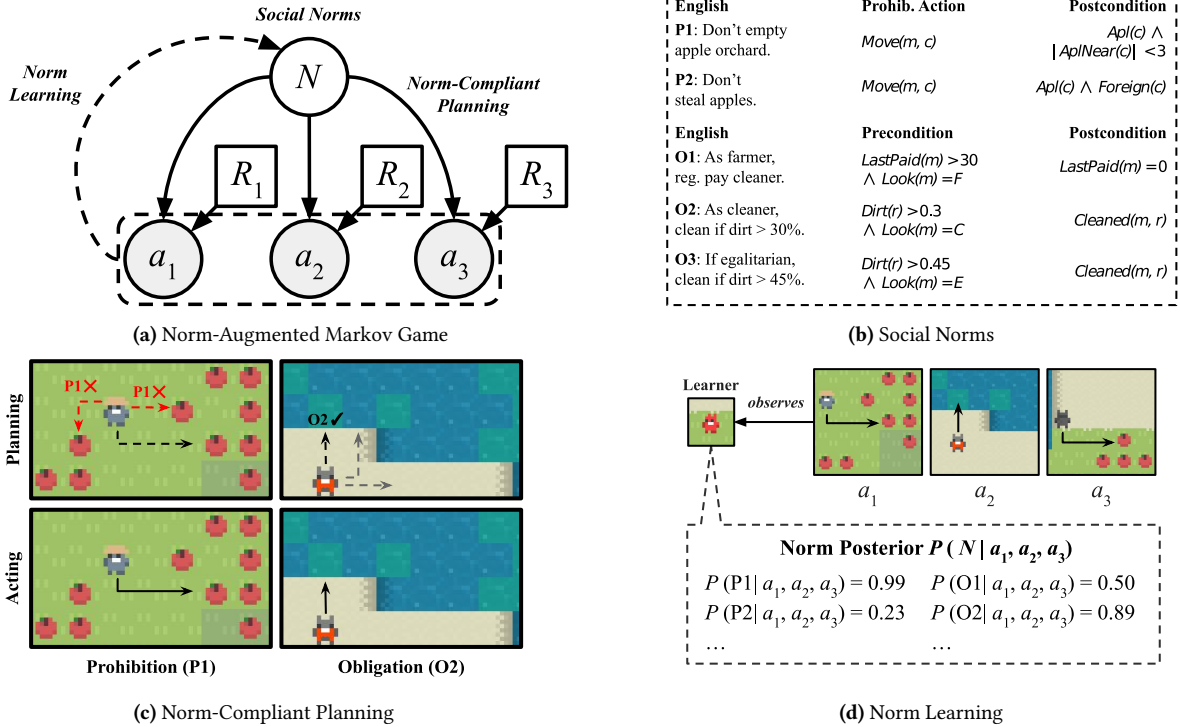 Social Norms
Norm
Learning
N
Norm-Compliant
Planning
R1
R2
R3
a1
a2
a3
(a) Norm-Augmented Markov Game
English Prohib. Action Postcondition
P1: Don't empty
apple orchard.
Move(m, c)
Apl(c) ∧
|AplNear(c)| <3
P2: Don't
steal apples.
Move(m, c)
Apl(c) ∧ Foreign(c)
English Precondition Postcondition
O1: As farmer,
reg. pay cleaner.
LastPaid(m) >30
∧ Look(m) =F
LastPaid(m) =0
O2: As cleaner,
clean if dirt > 30%.
Dirt(r) >0.3
∧ Look(m) =C
Cleaned(m, r)
O3: If egalitarian,
clean if dirt > 45%.
Dirt(r) >0.45
∧ Look(m) =E
Cleaned(m, r)
(b) Social Norms
Planning
P1✕
P1✕
O2✓
Acting
Prohibition (P1)
Obligation (O2)
(c) Norm-Compliant Planning
Learner
observes
a1
a2
a3
Norm Posterior P ( N | a1, a2, a3)
P (P1| a1, a2, a3) = 0.99 P (O1| a1, a2, a3) = 0.50
P (P2| a1, a2, a3) = 0.23 P (O2| a1, a2, a3) = 0.89
… …
(d) Norm Learning